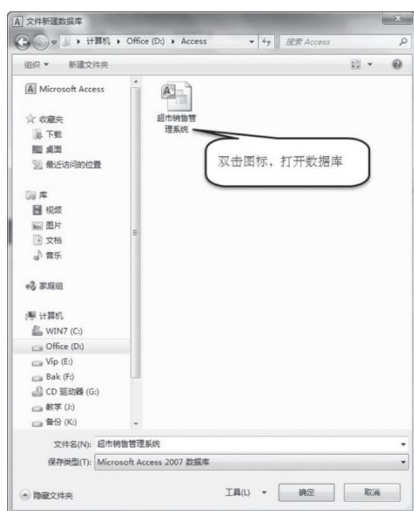 文件新建数据库
计算机 ▸ Office (D:) ▸ Access
搜索 Access
组织 ▼ 新建文件夹
Microsoft Access
收藏夹
下载
桌面
最近访问的位置
库
视频
图片
文档
音乐
家庭组
计算机
WIN7 (C:)
Office (D:)
Vip (E:)
Bak (F:)
CD 驱动器 (G:)
教学 (J:)
备份 (K:)
超市销售管
理系统
双击图标，打开数据库
文件名(N): 超市销售管理系统
保存类型(T): Microsoft Access 2007 数据库
隐藏文件夹
工具(L) ▼ 确定 取消